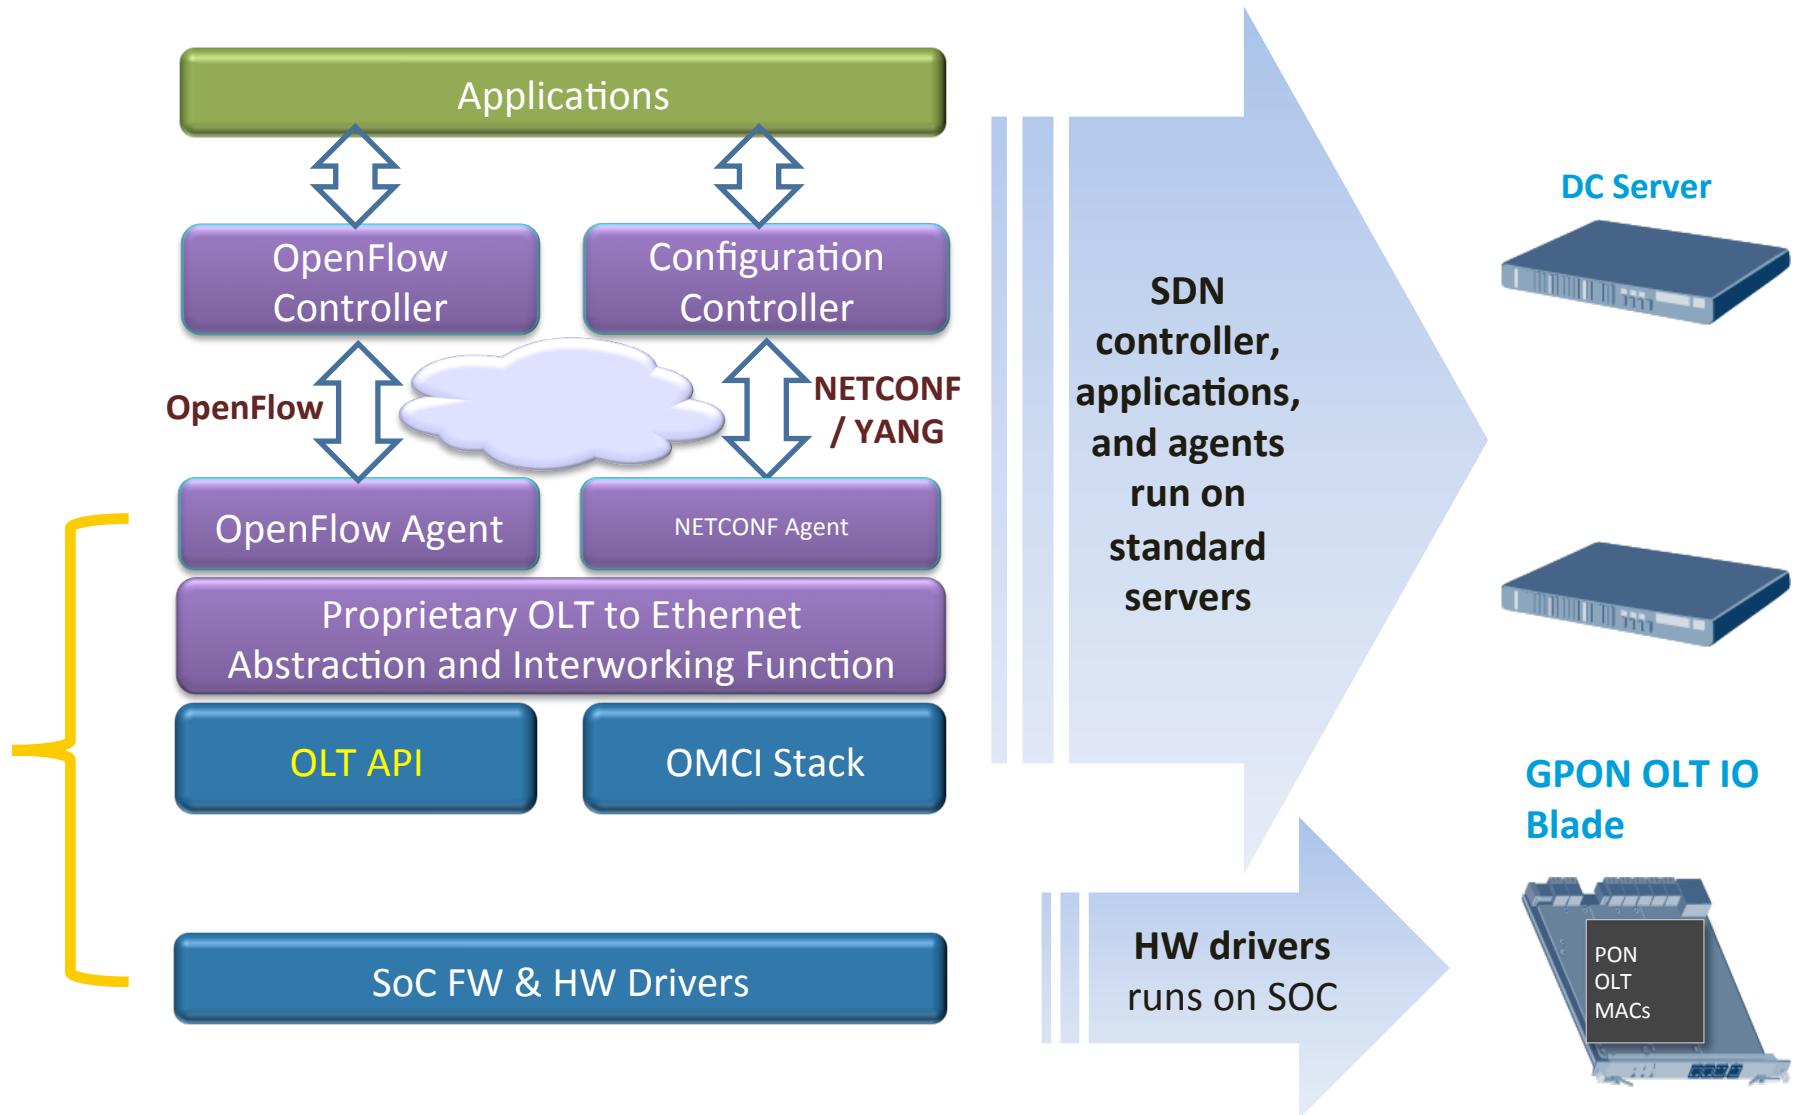 Applications
OpenFlow
Controller
Configuration
Controller
OpenFlow
NETCONF
/ YANG
OpenFlow Agent
NETCONF Agent
Proprietary OLT to Ethernet
Abstraction and Interworking Function
OLT API
OMCI Stack
SoC FW & HW Drivers
SDN
controller,
applications,
and agents
run on
standard
servers
HW drivers
runs on SOC
DC Server
GPON OLT IO
Blade
PON
OLT
MACs